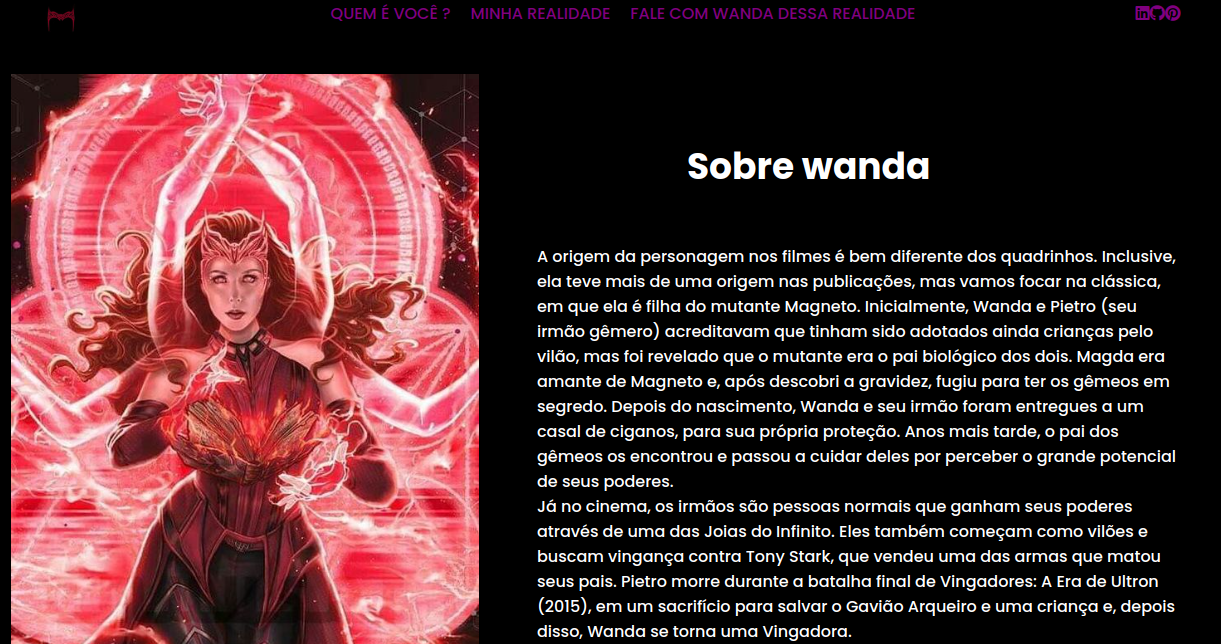 QUEM É VOCÊ ? MINHA REALIDADE FALE COM WANDA DESSA REALIDADE
Sobre wanda
A origem da personagem nos filmes é bem diferente dos quadrinhos. Inclusive,
ela teve mais de uma origem nas publicações, mas vamos focar na clássica,
em que ela é filha do mutante Magneto. Inicialmente, Wanda e Pietro (seu
irmão gêmero) acreditavam que tinham sido adotados ainda crianças pelo
vilão, mas foi revelado que o mutante era o pai biológico dos dois. Magda era
amante de Magneto e, após descobri a gravidez, fugiu para ter os gêmeos em
segredo. Depois do nascimento, Wanda e seu irmão foram entregues a um
casal de ciganos, para sua própria proteção. Anos mais tarde, o pai dos
gêmeos os encontrou e passou a cuidar deles por perceber o grande potencial
de seus poderes.
Já no cinema, os irmãos são pessoas normais que ganham seus poderes
através de uma das Joias do Infinito. Eles também começam como vilões e
buscam vingança contra Tony Stark, que vendeu uma das armas que matou
seus pais. Pietro morre durante a batalha final de Vingadores: A Era de Ultron
(2015), em um sacrifício para salvar o Gavião Arqueiro e uma criança e, depois
disso, Wanda se torna uma Vingadora.